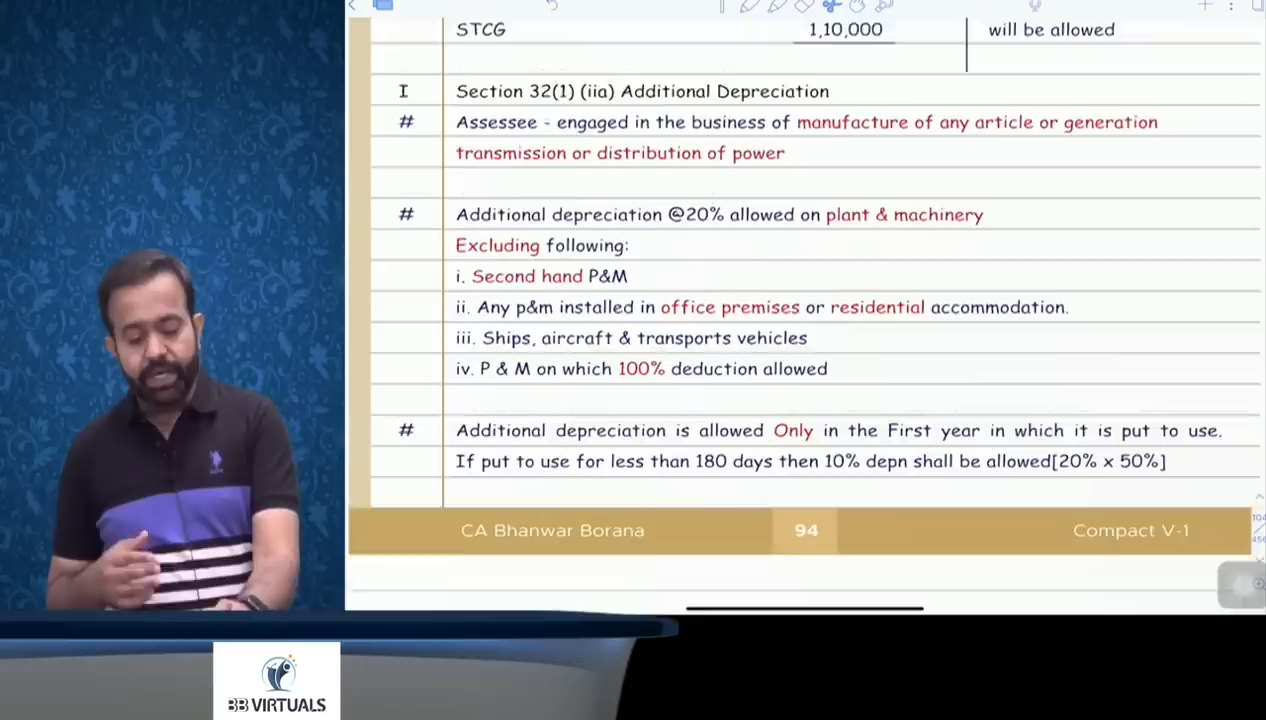 STCG 1,10,000 will be allowed
I Section 32(1) (iia) Additional Depreciation
# Assessee - engaged in the business of manufacture of any article or generation
transmission or distribution of power
# Additional depreciation @20% allowed on plant & machinery
Excluding following:
i. Second hand P&M
ii. Any p&m installed in office premises or residential accommodation.
iii. Ships, aircraft & transports vehicles
iv. P & M on which 100% deduction allowed
# Additional depreciation is allowed Only in the First year in which it is put to use.
If put to use for less than 180 days then 10% depn shall be allowed[20% x 50%]
CA Bhanwar Borana 94 Compact V-1
104
456
BB VIRTUALS